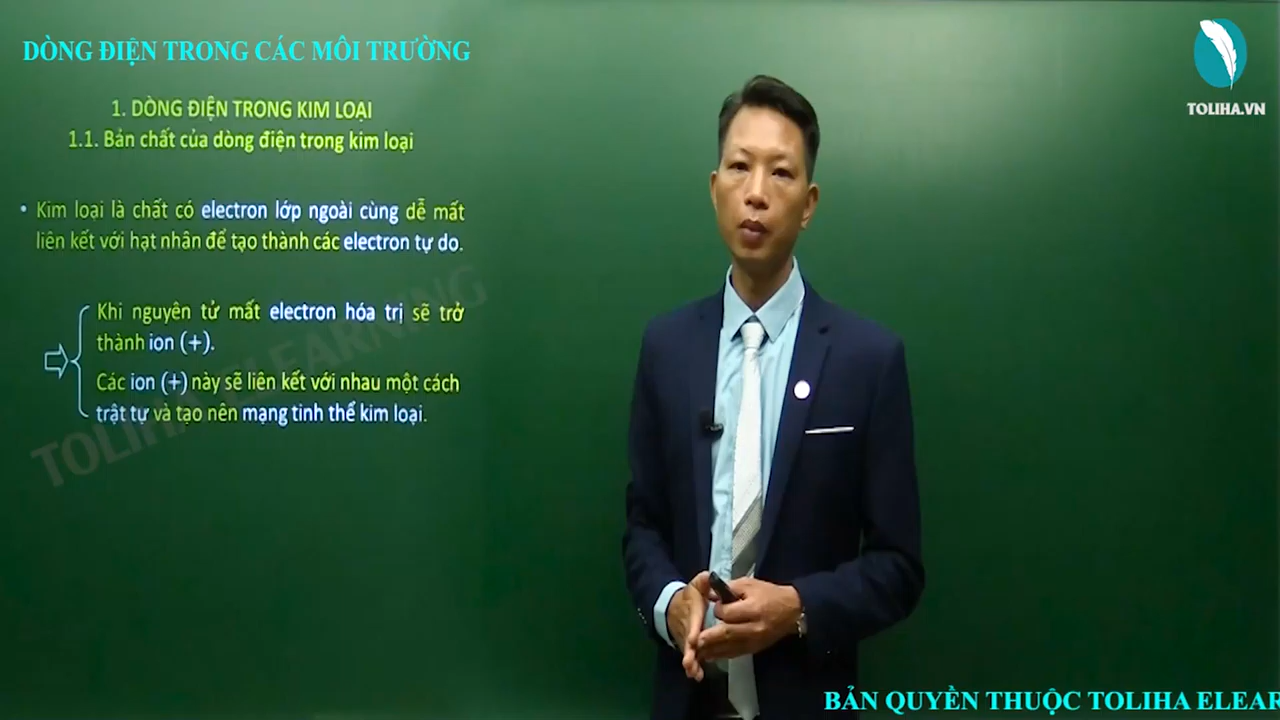 DÒNG ĐIỆN TRONG CÁC MÔI TRƯỜNG
TOLIHA.VN
1. DÒNG ĐIỆN TRONG KIM LOẠI
1.1. Bản chất của dòng điện trong kim loại
• Kim loại là chất có electron lớp ngoài cùng dễ mất
liên kết với hạt nhân để tạo thành các electron tự do.
Khi nguyên tử mất electron hóa trị sẽ trở
thành ion (+).
Các ion (+) này sẽ liên kết với nhau một cách
trật tự và tạo nên mạng tinh thể kim loại.
TOLIHA ELEARNING
BẢN QUYỀN THUỘC TOLIHA ELEAR